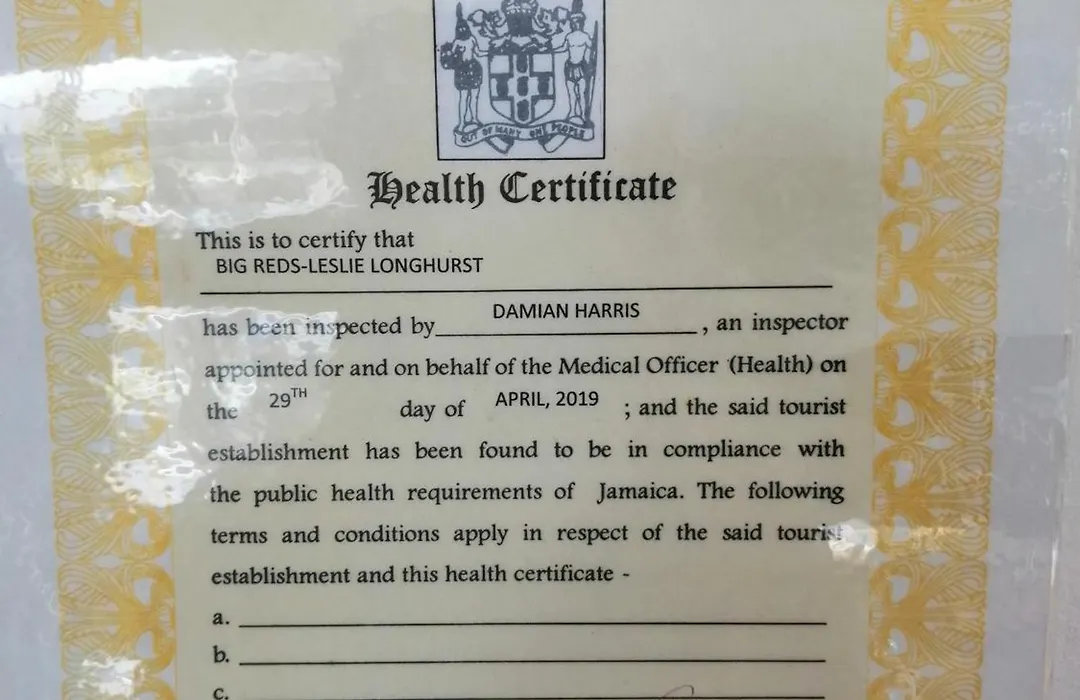 OUT OF MANY ONE PEOPLE
Health Certificate
This is to certify that
BIG REDS-LESLIE LONGHURST
has been inspected by DAMIAN HARRIS , an inspector
appointed for and on behalf of the Medical Officer (Health) on
the 29TH day of APRIL, 2019 ; and the said tourist
establishment has been found to be in compliance with
the public health requirements of Jamaica. The following
terms and conditions apply in respect of the said tourist
establishment and this health certificate -
a.
b.
c.